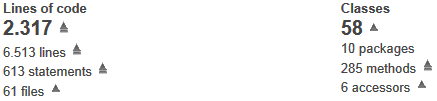 Lines of code
2.317
6.513 lines
613 statements
61 files
Classes
58
10 packages
285 methods
6 accessors